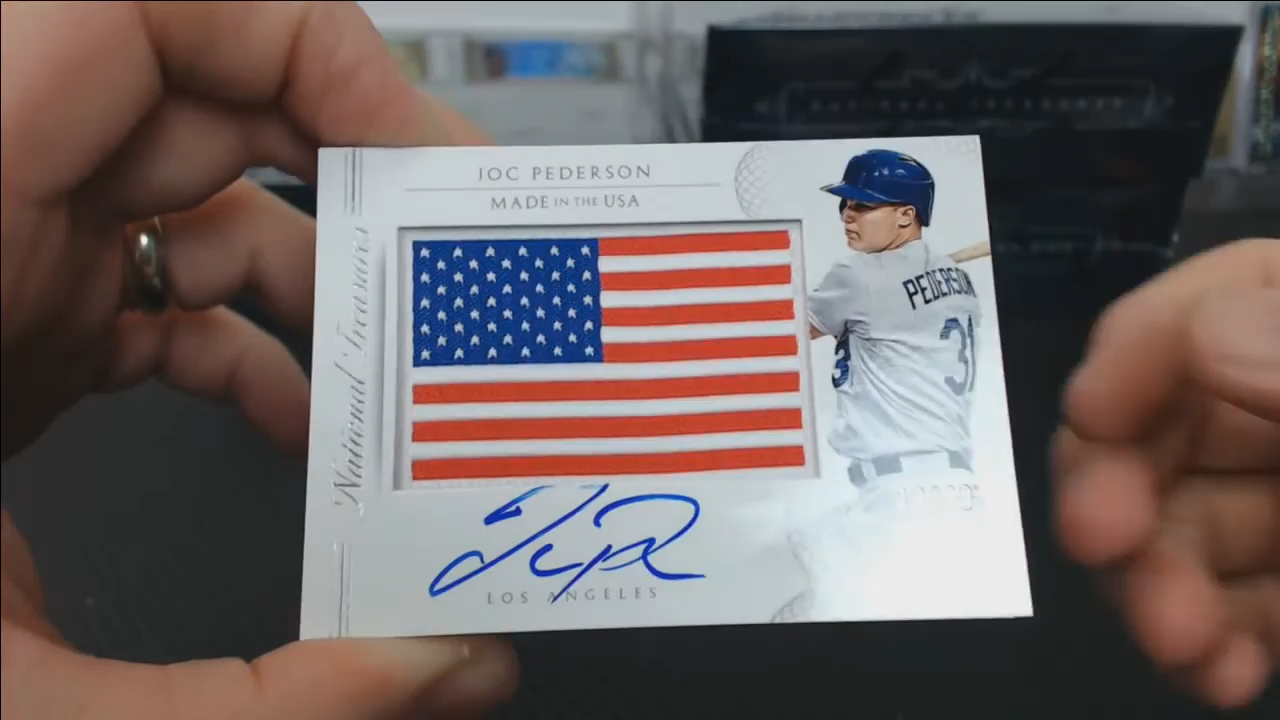 JOC PEDERSON
MADE IN THE USA
National Treasures
PEDERSON
31
LOS ANGELES